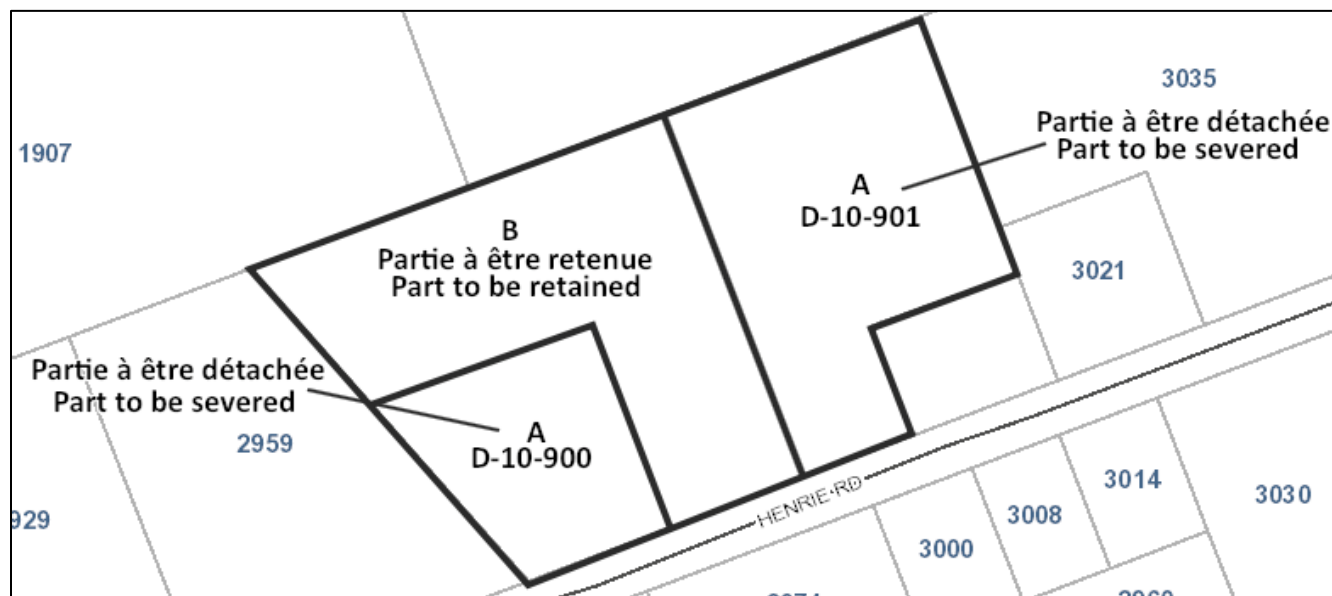 3035
Partie à être détachée
Part to be severed
1907
A
D-10-901
B
Partie à être retenue
Part to be retained
3021
Partie à être détachée
Part to be severed
2959
A
D-10-900
HENRIE RD
929
3000
3008
3014
3030